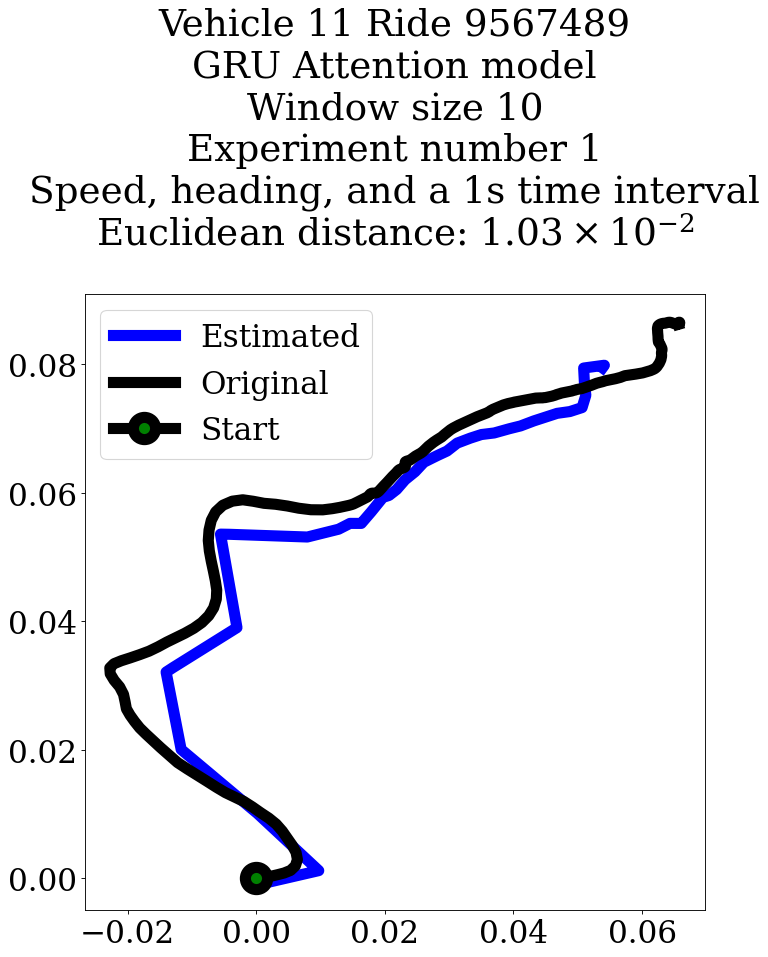 Vehicle 11 Ride 9567489
GRU Attention model
Window size 10
Experiment number 1
Speed, heading, and a 1s time interval
Euclidean distance: 1.03 × 10⁻²
Estimated
Original
Start
0.08
0.06
0.04
0.02
0.00
−0.02 0.00 0.02 0.04 0.06